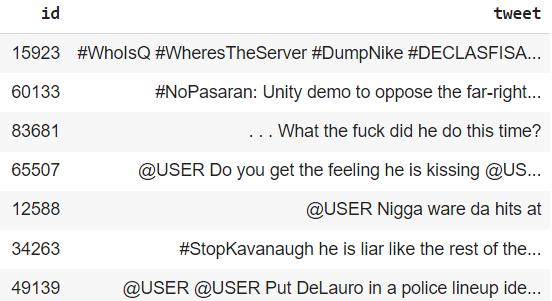 id tweet
15923 #WhoIsQ #WheresTheServer #DumpNike #DECLASFISA...
60133 #NoPasaran: Unity demo to oppose the far-right...
83681 . . . What the fuck did he do this time?
65507 @USER Do you get the feeling he is kissing @US...
12588 @USER Nigga ware da hits at
34263 #StopKavanaugh he is liar like the rest of the...
49139 @USER @USER Put DeLauro in a police lineup ide...